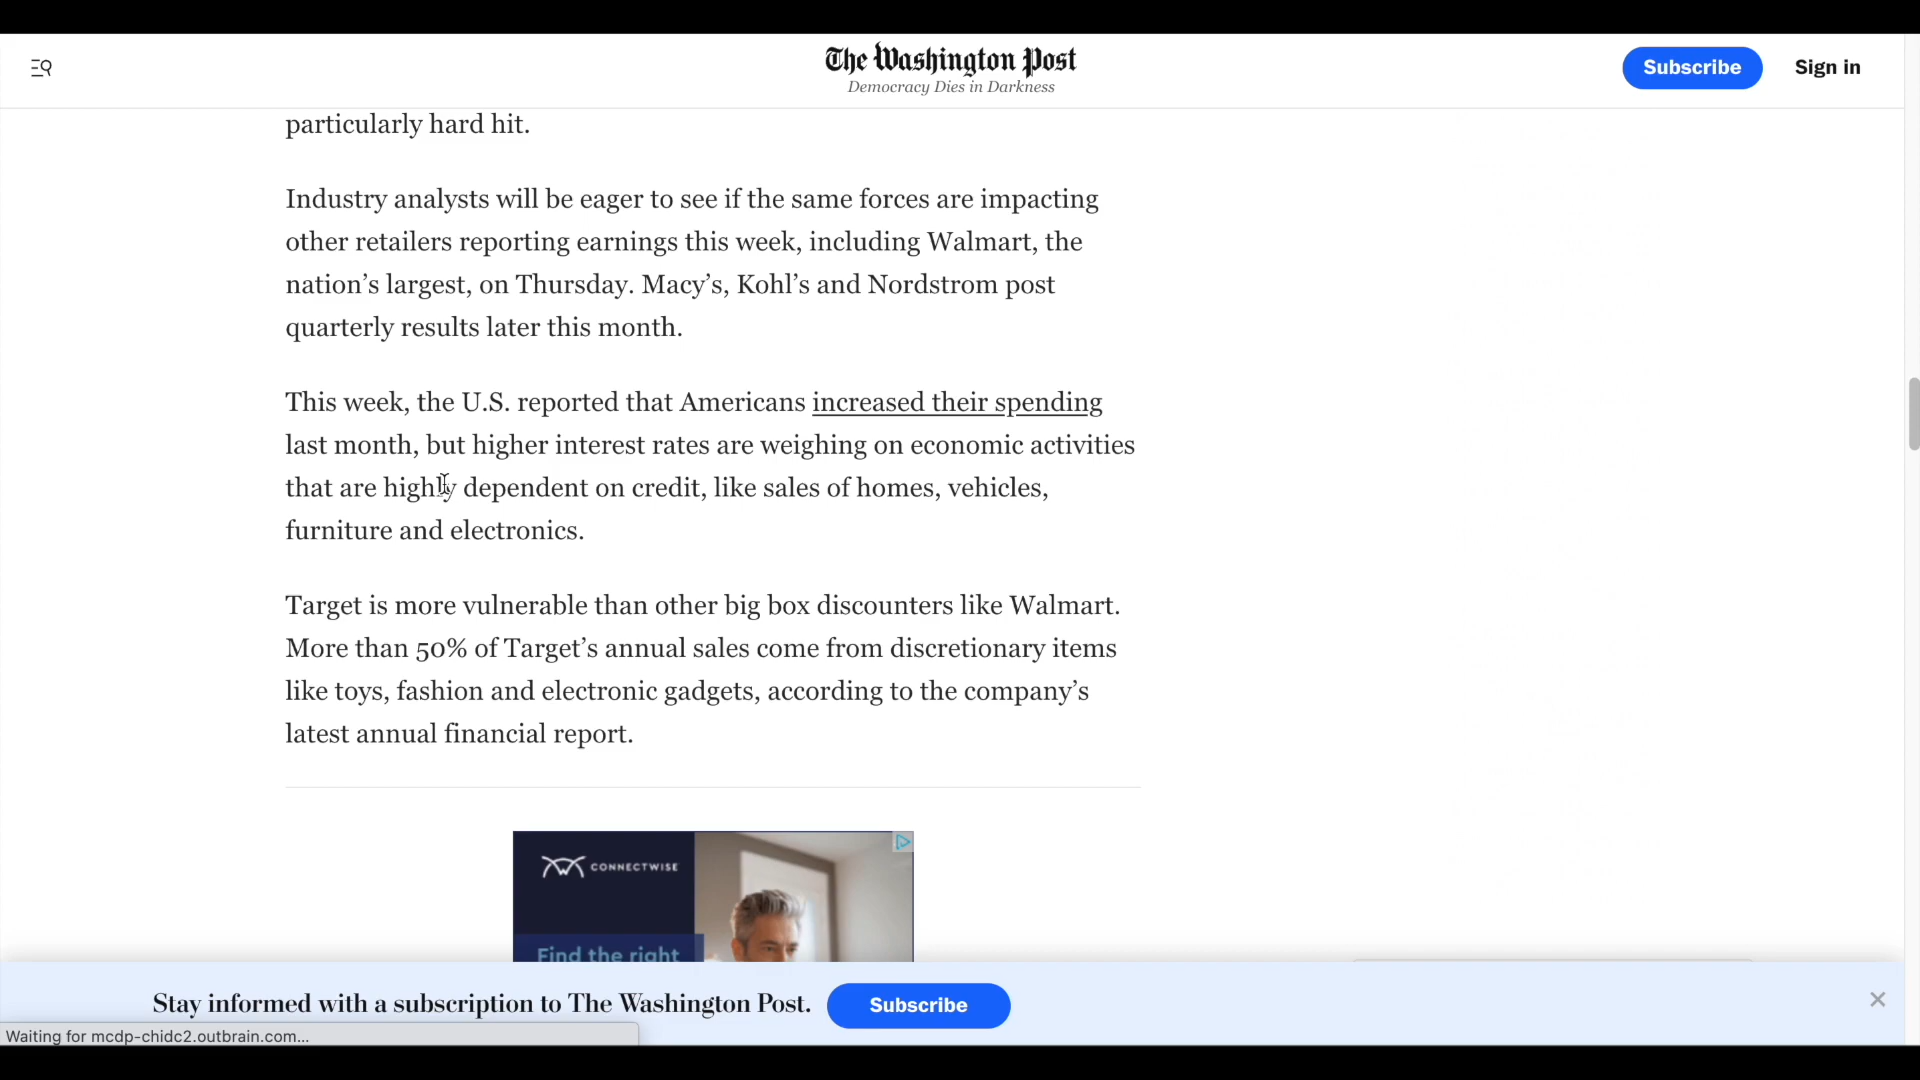 The Washington Post
Democracy Dies in Darkness
Subscribe
Sign in
particularly hard hit.
Industry analysts will be eager to see if the same forces are impacting
other retailers reporting earnings this week, including Walmart, the
nation’s largest, on Thursday. Macy’s, Kohl’s and Nordstrom post
quarterly results later this month.
This week, the U.S. reported that Americans increased their spending
last month, but higher interest rates are weighing on economic activities
that are highly dependent on credit, like sales of homes, vehicles,
furniture and electronics.
Target is more vulnerable than other big box discounters like Walmart.
More than 50% of Target’s annual sales come from discretionary items
like toys, fashion and electronic gadgets, according to the company’s
latest annual financial report.
CONNECTWISE
Find the right
Stay informed with a subscription to The Washington Post.
Subscribe
Waiting for mcdp-chidc2.outbrain.com...